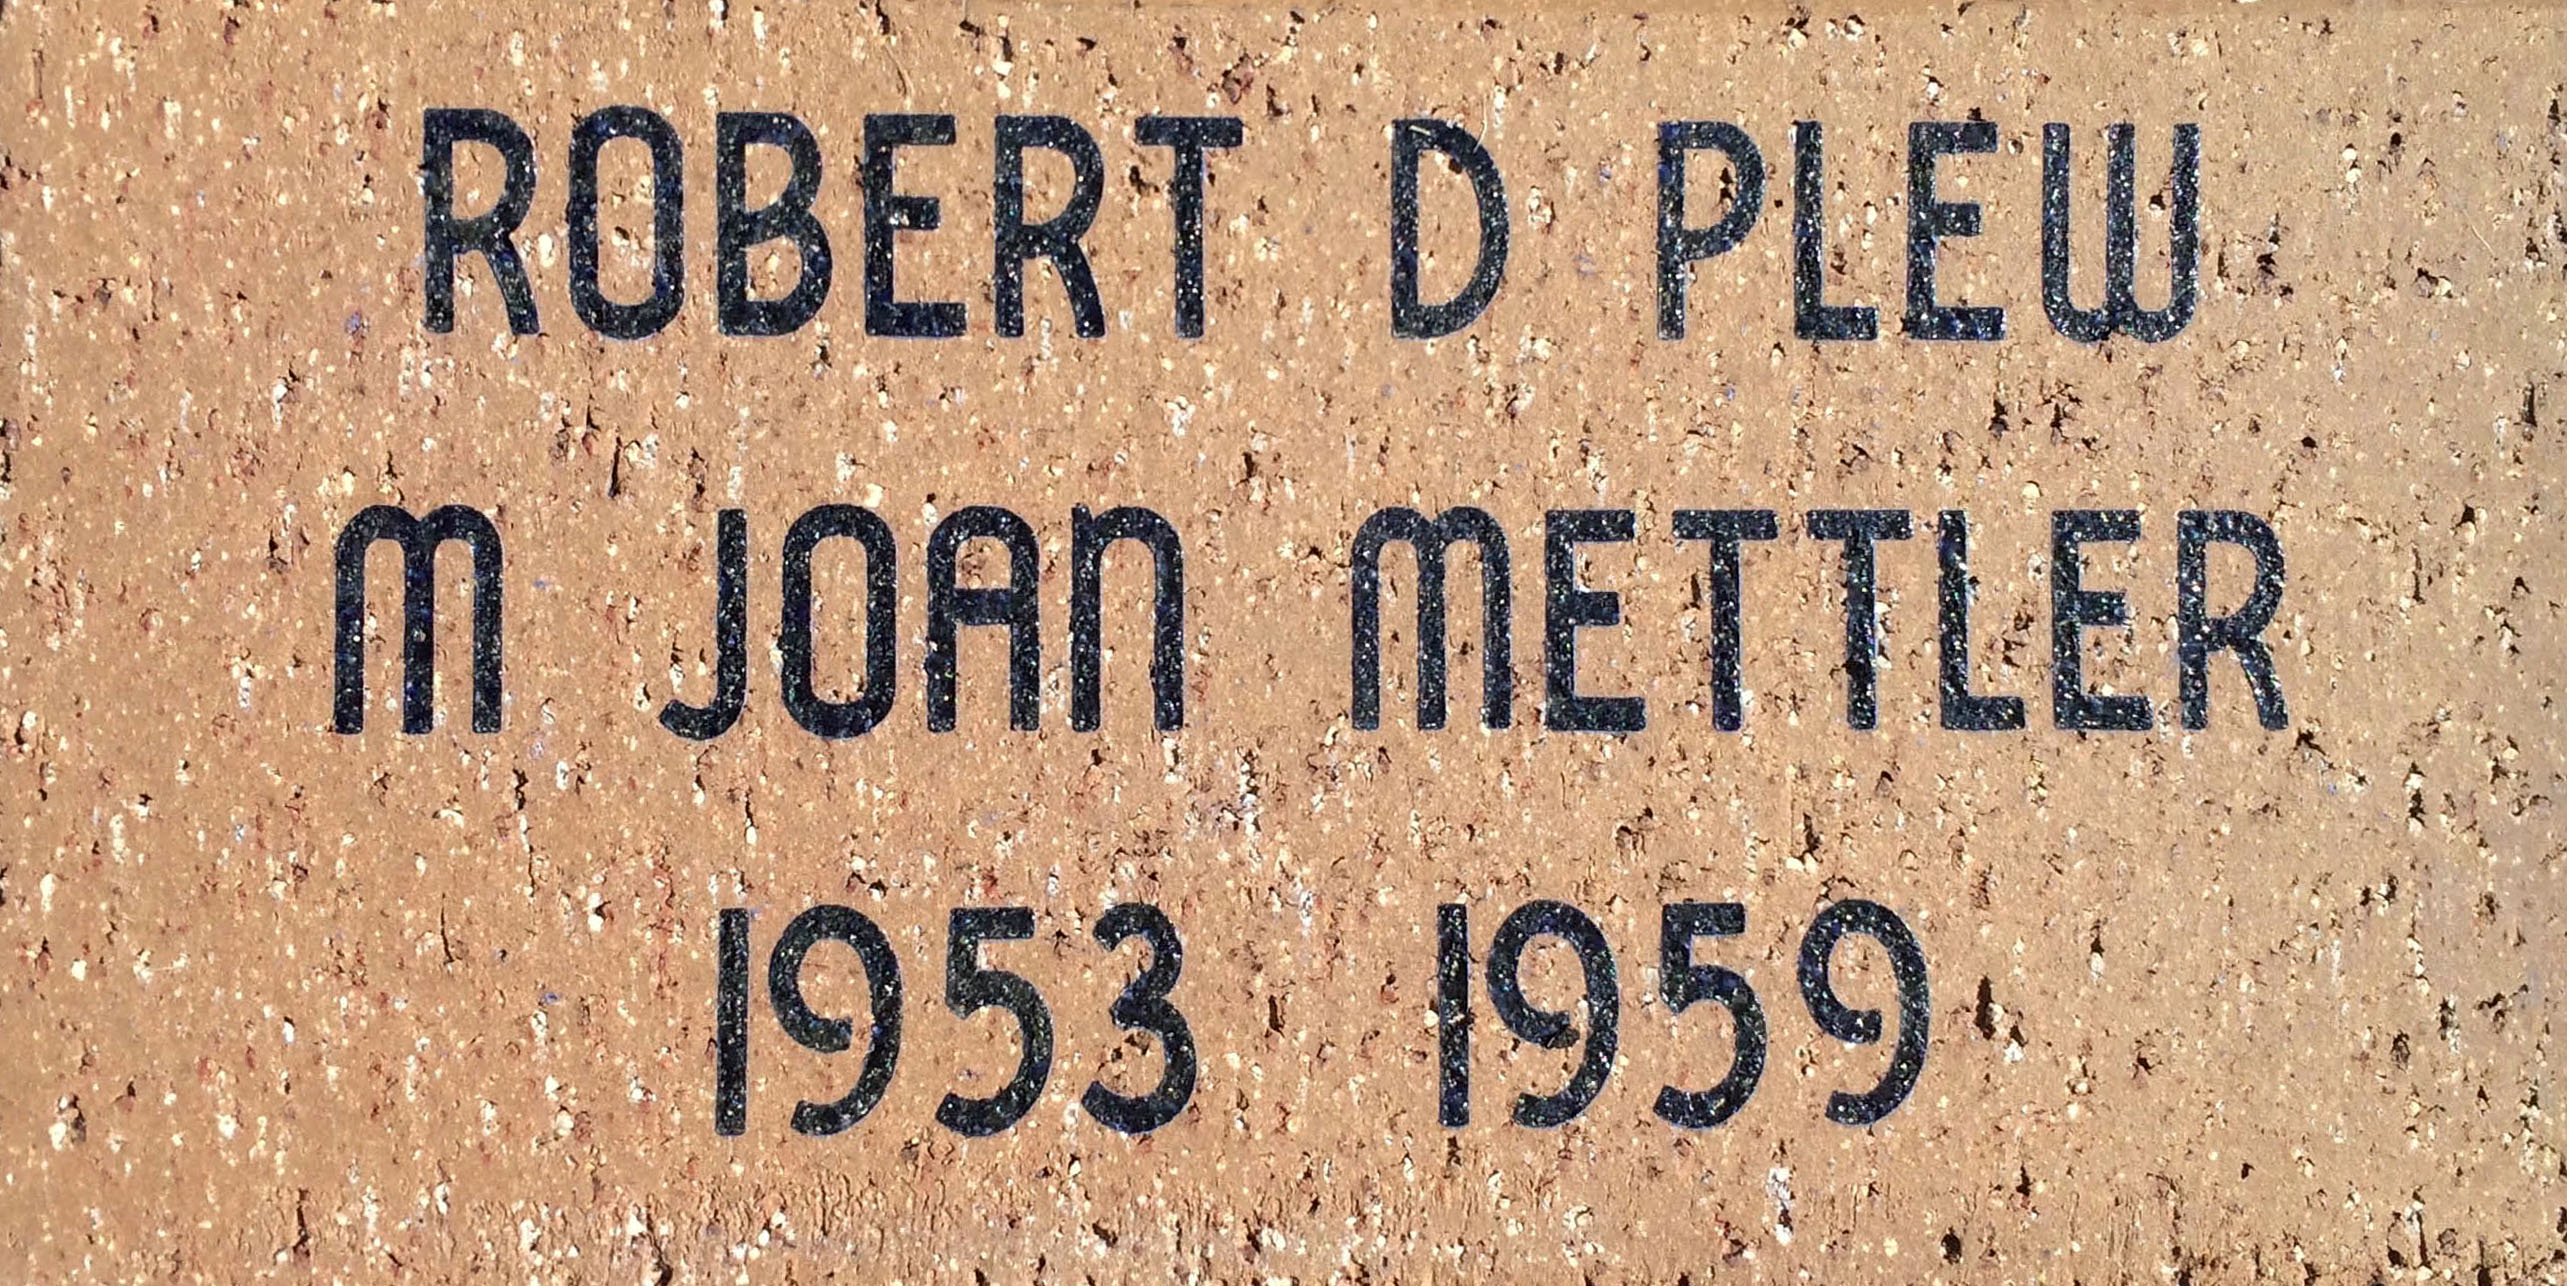 ROBERT D PLEW
M JOAN METTLER
1953 1959